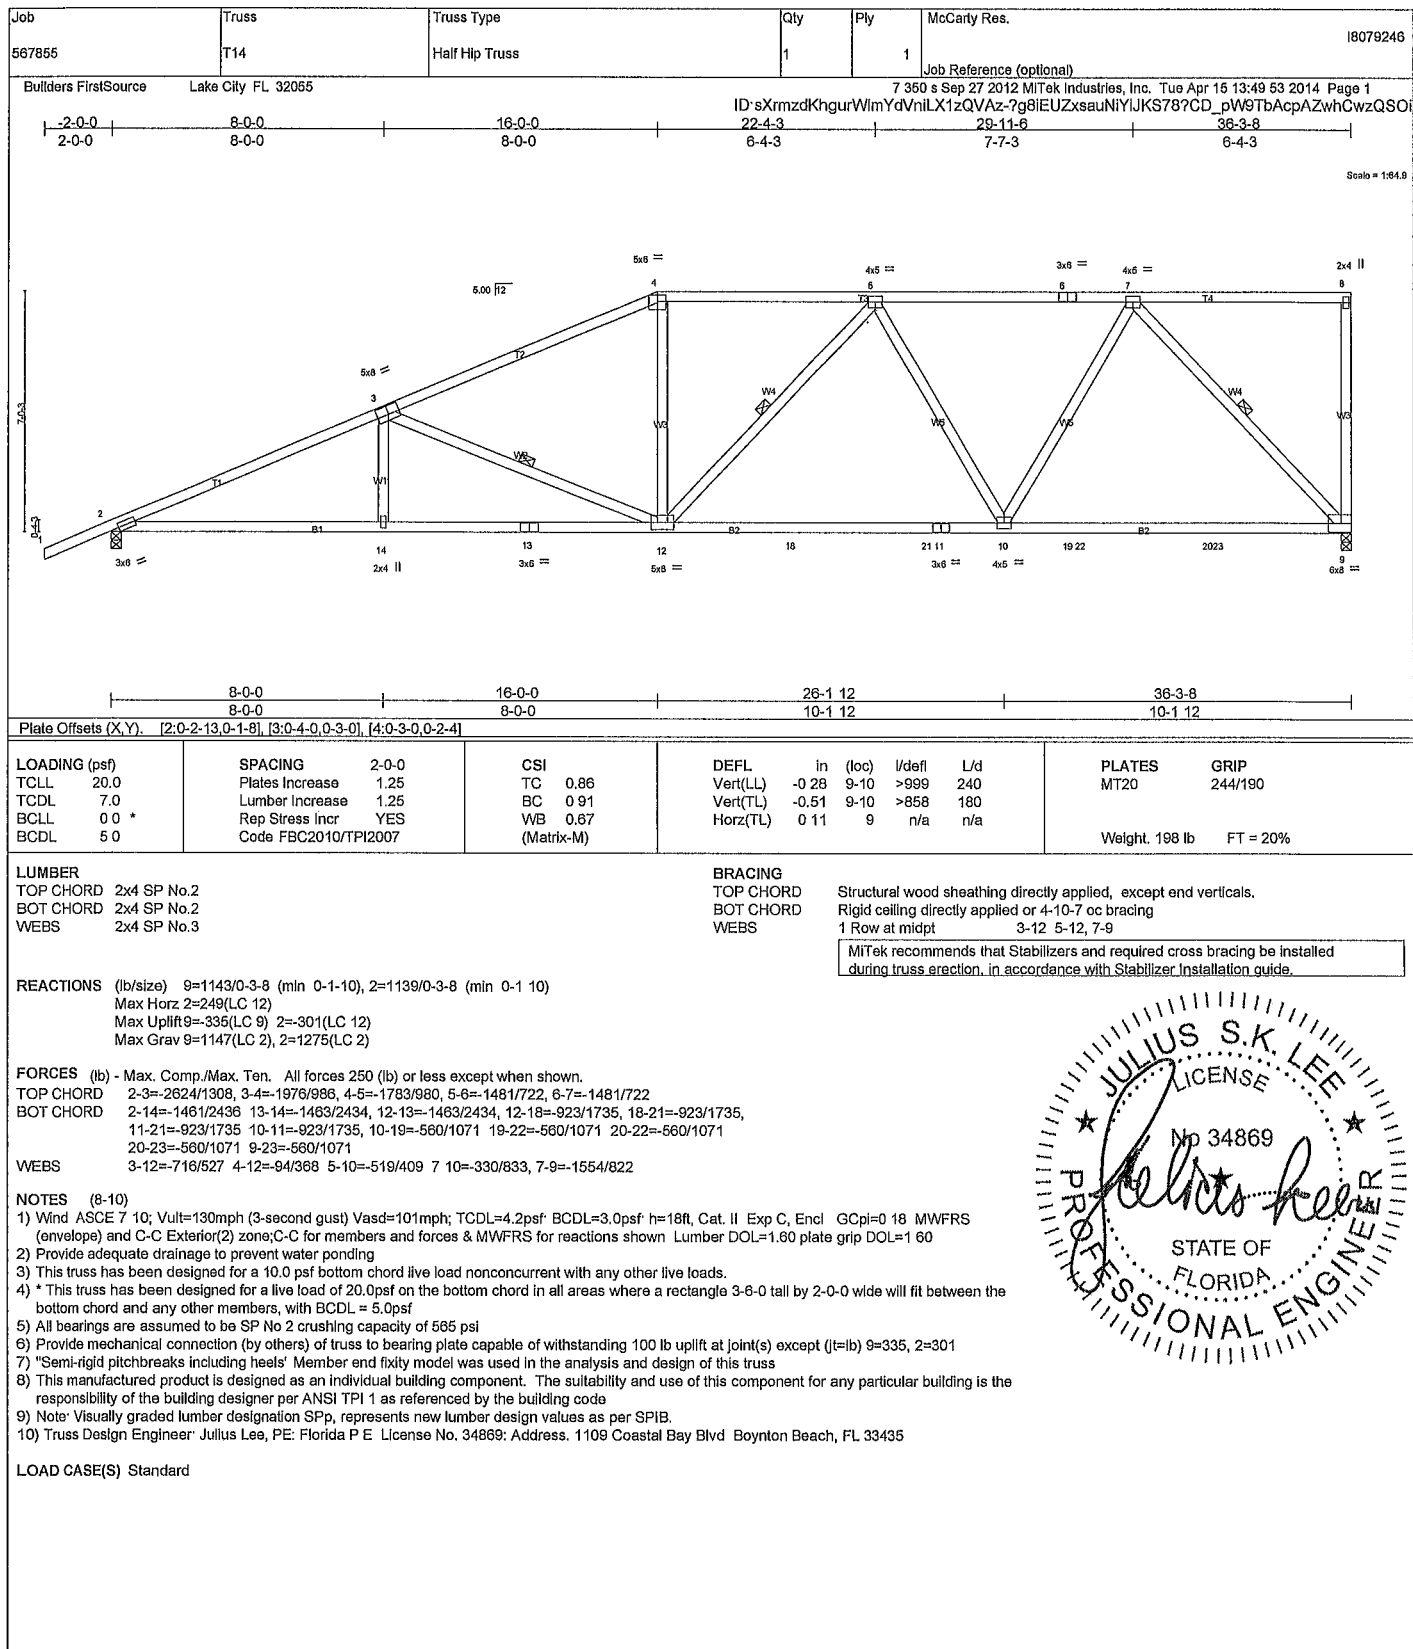 Job Truss Truss Type Qty Ply McCarty Res.
I8079246
567855 T14 Half Hip Truss 1 1
Job Reference (optional)
Builders FirstSource Lake City FL 32055 7 350 s Sep 27 2012 MiTek Industries, Inc. Tue Apr 15 13:49 53 2014 Page 1
-2-0-0 8-0-0 16-0-0 22-4-3 29-11-6 36-3-8
2-0-0 8-0-0 8-0-0 6-4-3 7-7-3 6-4-3
Scale = 1:64.9
5x6 =
4x5 = 3x6 = 4x6 = 2x4 II
4 6 6 7 8
5.00 12
T3 T4
T2
5x8 =
3
W4 W4
7-0-3
W3 W5 W5 W3
W2
T1 W1
2
0-4-3
1
B1 B2 B2
3x6 = 14 13 12 18 21 11 10 19 22 2023 9
2x4 II 3x6 = 5x8 = 3x6 = 4x5 = 6x8 =
8-0-0 16-0-0 26-1 12 36-3-8
8-0-0 8-0-0 10-1 12 10-1 12
Plate Offsets (X,Y). [2:0-2-13,0-1-8], [3:0-4-0,0-3-0], [4:0-3-0,0-2-4]
LOADING (psf) SPACING 2-0-0 CSI DEFL in (loc) l/defl L/d PLATES GRIP
TCLL 20.0 Plates Increase 1.25 TC 0.86 Vert(LL) -0 28 9-10 >999 240 MT20 244/190
TCDL 7.0 Lumber Increase 1.25 BC 0 91 Vert(TL) -0.51 9-10 >858 180
BCLL 0 0 * Rep Stress Incr YES WB 0.67 Horz(TL) 0 11 9 n/a n/a
BCDL 5 0 Code FBC2010/TPI2007 (Matrix-M) Weight. 198 lb FT = 20%
LUMBER
TOP CHORD 2x4 SP No.2
BOT CHORD 2x4 SP No.2
WEBS 2x4 SP No.3
BRACING
TOP CHORD Structural wood sheathing directly applied, except end verticals.
BOT CHORD Rigid ceiling directly applied or 4-10-7 oc bracing
WEBS 1 Row at midpt 3-12 5-12, 7-9
MiTek recommends that Stabilizers and required cross bracing be installed
during truss erection, in accordance with Stabilizer Installation guide.
REACTIONS (lb/size) 9=1143/0-3-8 (min 0-1-10), 2=1139/0-3-8 (min 0-1 10)
Max Horz 2=249(LC 12)
Max Uplift9=-335(LC 9) 2=-301(LC 12)
Max Grav 9=1147(LC 2), 2=1275(LC 2)
FORCES (lb) - Max. Comp./Max. Ten. All forces 250 (lb) or less except when shown.
TOP CHORD 2-3=-2624/1308, 3-4=-1976/986, 4-5=-1783/980, 5-6=-1481/722, 6-7=-1481/722
BOT CHORD 2-14=-1461/2436 13-14=-1463/2434, 12-13=-1463/2434, 12-18=-923/1735, 18-21=-923/1735,
11-21=-923/1735 10-11=-923/1735, 10-19=-560/1071 19-22=-560/1071 20-22=-560/1071
20-23=-560/1071 9-23=-560/1071
WEBS 3-12=-716/527 4-12=-94/368 5-10=-519/409 7 10=-330/833, 7-9=-1554/822
NOTES (8-10)
1) Wind ASCE 7 10; Vult=130mph (3-second gust) Vasd=101mph; TCDL=4.2psf BCDL=3.0psf h=18ft, Cat. II Exp C, Encl GCpi=0 18 MWFRS
(envelope) and C-C Exterior(2) zone;C-C for members and forces & MWFRS for reactions shown Lumber DOL=1.60 plate grip DOL=1 60
2) Provide adequate drainage to prevent water ponding
3) This truss has been designed for a 10.0 psf bottom chord live load nonconcurrent with any other live loads.
4) * This truss has been designed for a live load of 20.0psf on the bottom chord in all areas where a rectangle 3-6-0 tall by 2-0-0 wide will fit between the
bottom chord and any other members, with BCDL = 5.0psf
5) All bearings are assumed to be SP No 2 crushing capacity of 565 psi
6) Provide mechanical connection (by others) of truss to bearing plate capable of withstanding 100 lb uplift at joint(s) except (jt=lb) 9=335, 2=301
7) "Semi-rigid pitchbreaks including heels' Member end fixity model was used in the analysis and design of this truss
8) This manufactured product is designed as an individual building component. The suitability and use of this component for any particular building is the
responsibility of the building designer per ANSI TPI 1 as referenced by the building code
9) Note: Visually graded lumber designation SPp, represents new lumber design values as per SPIB.
10) Truss Design Engineer: Julius Lee, PE: Florida P E License No. 34869: Address. 1109 Coastal Bay Blvd Boynton Beach, FL 33435
LOAD CASE(S) Standard
JULIUS S.K. LEE
LICENSE
No 34869
Julius Lee
STATE OF
FLORIDA
PROFESSIONAL ENGINEER